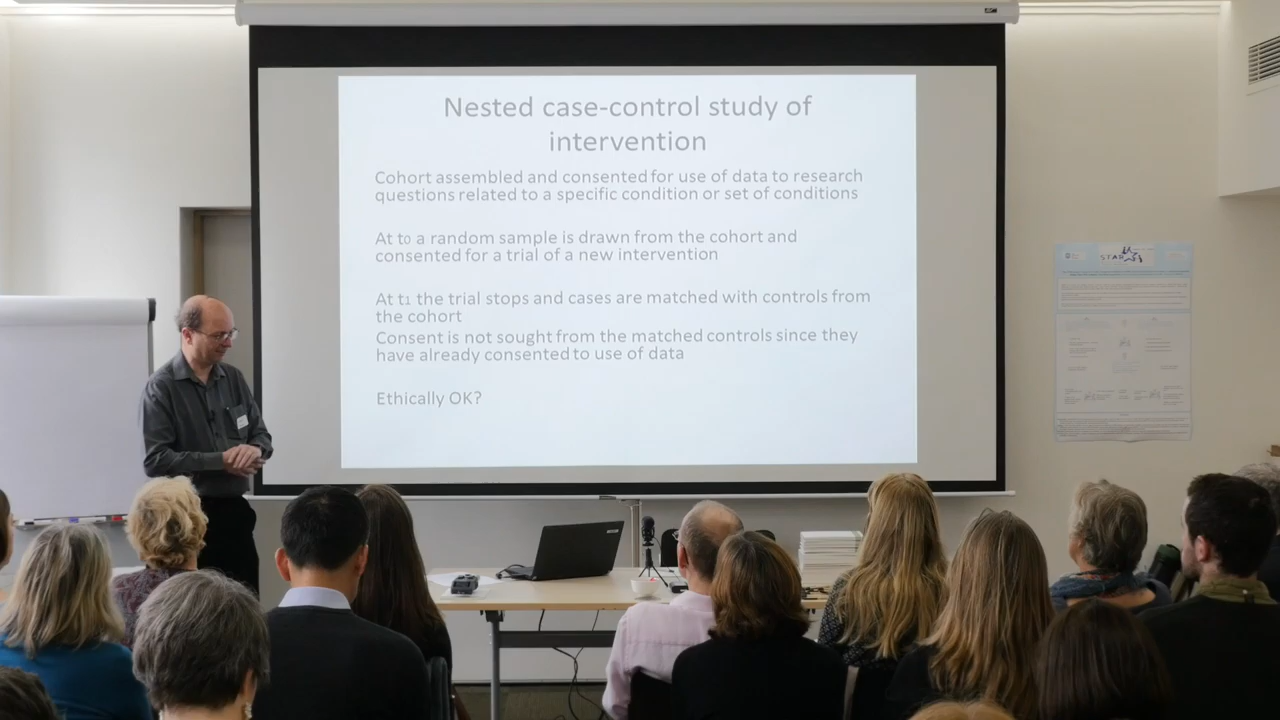 Nested case-control study of
intervention
Cohort assembled and consented for use of data to research
questions related to a specific condition or set of conditions
At t0 a random sample is drawn from the cohort and
consented for a trial of a new intervention
At t1 the trial stops and cases are matched with controls from
the cohort
Consent is not sought from the matched controls since they
have already consented to use of data
Ethically OK?
STAR